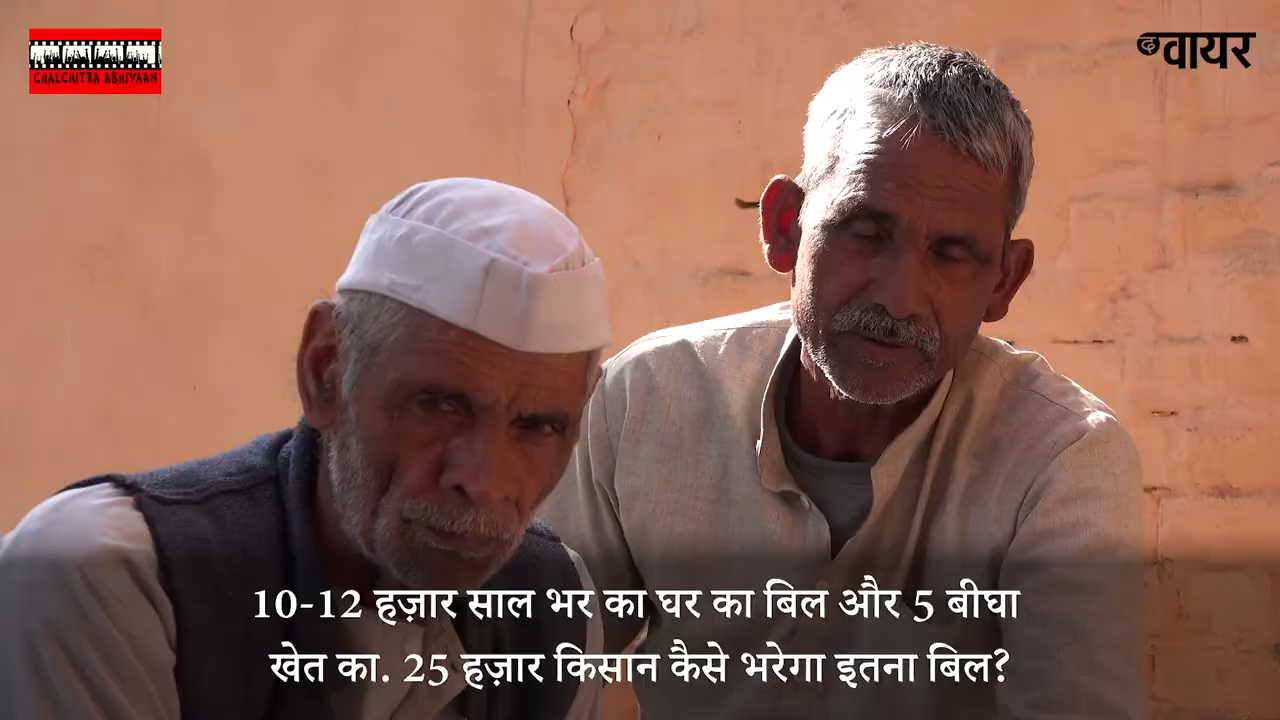 CHALCHITRA ABHIYAAN
द वायर
10-12 हज़ार साल भर का घर का बिल और 5 बीघा
खेत का. 25 हज़ार किसान कैसे भरेगा इतना बिल?